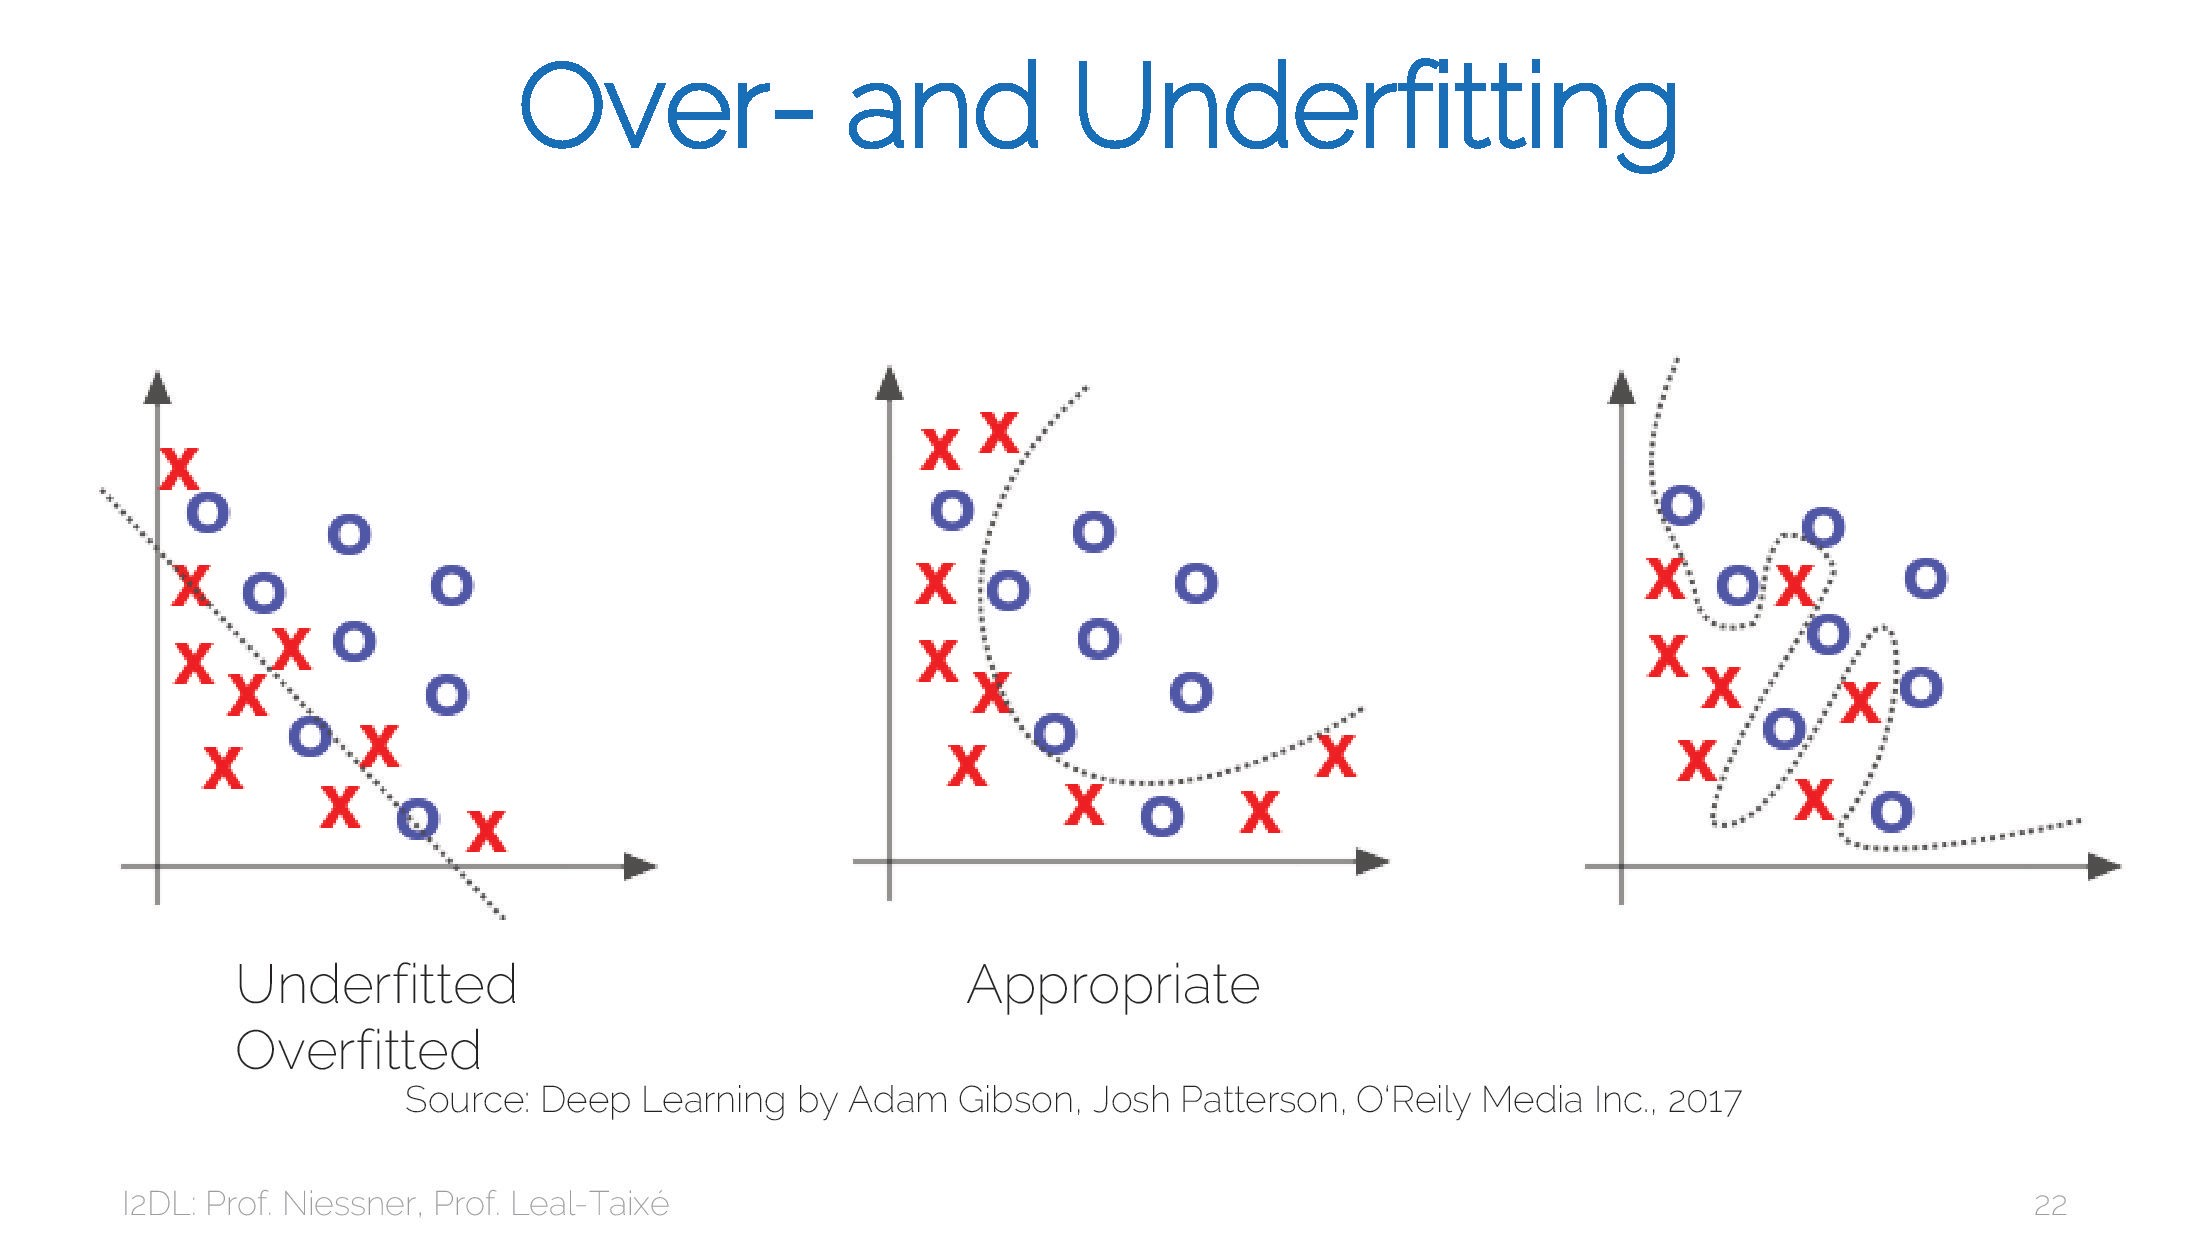 Over- and Underfitting
Underfitted
Appropriate
Overfitted
Source: Deep Learning by Adam Gibson, Josh Patterson, O‘Reily Media Inc., 2017
I2DL: Prof. Niessner, Prof. Leal-Taixé
22